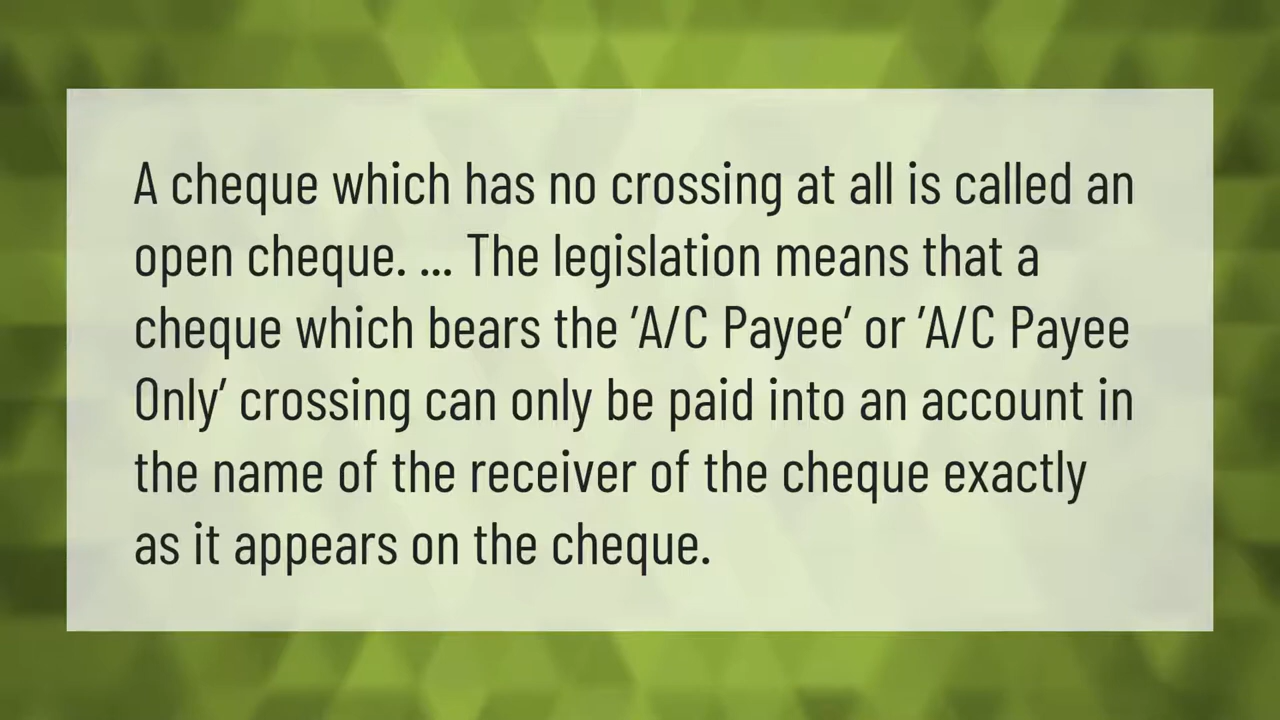 A cheque which has no crossing at all is called an
open cheque. ... The legislation means that a
cheque which bears the 'A/C Payee' or 'A/C Payee
Only' crossing can only be paid into an account in
the name of the receiver of the cheque exactly
as it appears on the cheque.